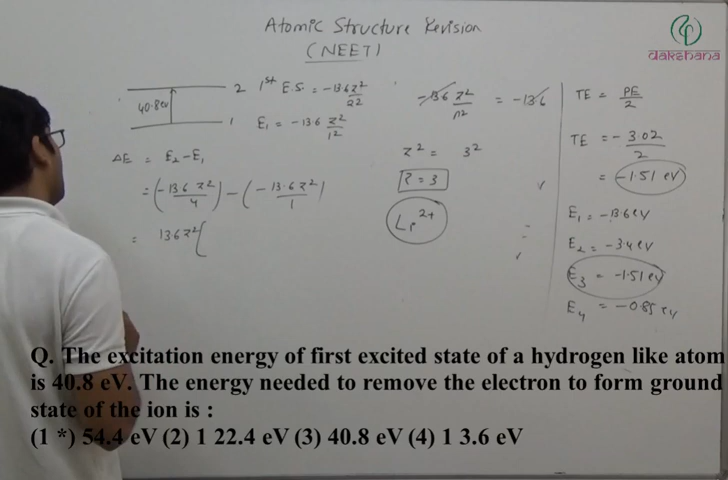 Atomic Structure Revision
(NEET)
dakshana
40.8ev
2 1st E.S. = -13.6 Z²/2²
1 E₁ = -13.6 Z²/1²
ΔE = E₂ - E₁
= (-13.6 Z²/4) - (-13.6 Z²/1)
= 13.6 Z² (
-13.6 Z²/n² = -13.6
Z² = 3²
Z = 3
Li²⁺
TE = PE/2
TE = - 3.02/2
= -1.51 eV
E₁ = -13.6 eV
E₂ = -3.4 eV
E₃ = -1.51 eV
E₄ = -0.85 eV
Q. The excitation energy of first excited state of a hydrogen like atom
is 40.8 eV. The energy needed to remove the electron to form ground
state of the ion is :
(1 *) 54.4 eV (2) 1 22.4 eV (3) 40.8 eV (4) 1 3.6 eV